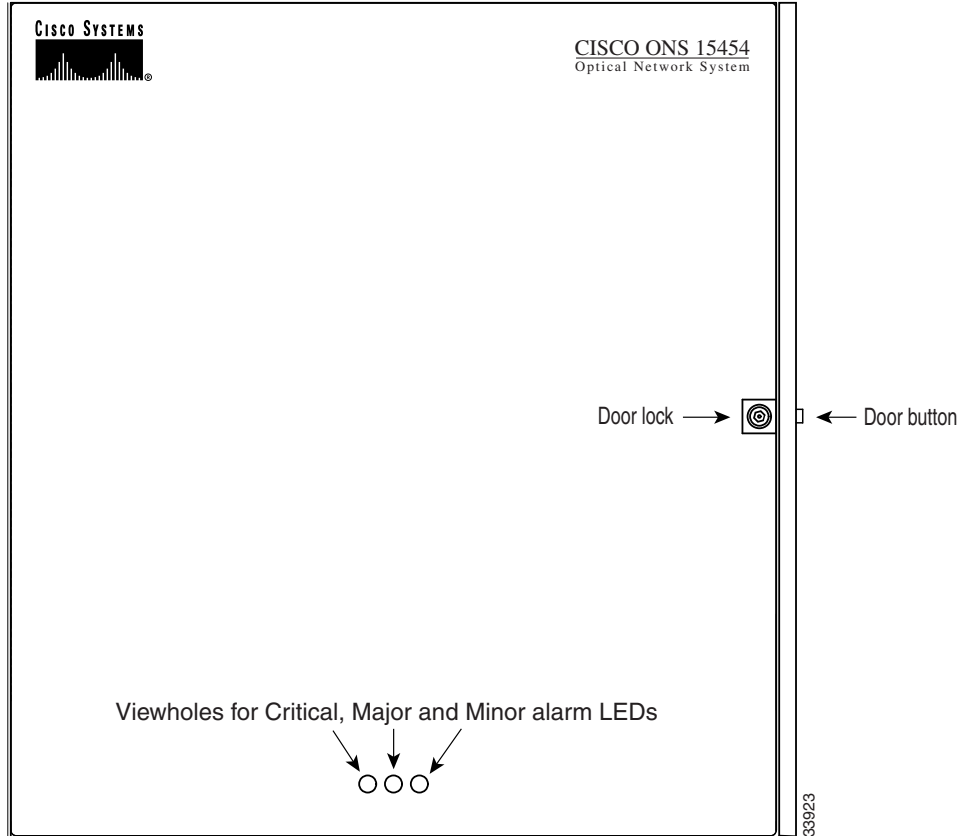 CISCO SYSTEMS
®
CISCO ONS 15454
Optical Network System
Door lock
Door button
Viewholes for Critical, Major and Minor alarm LEDs
33923